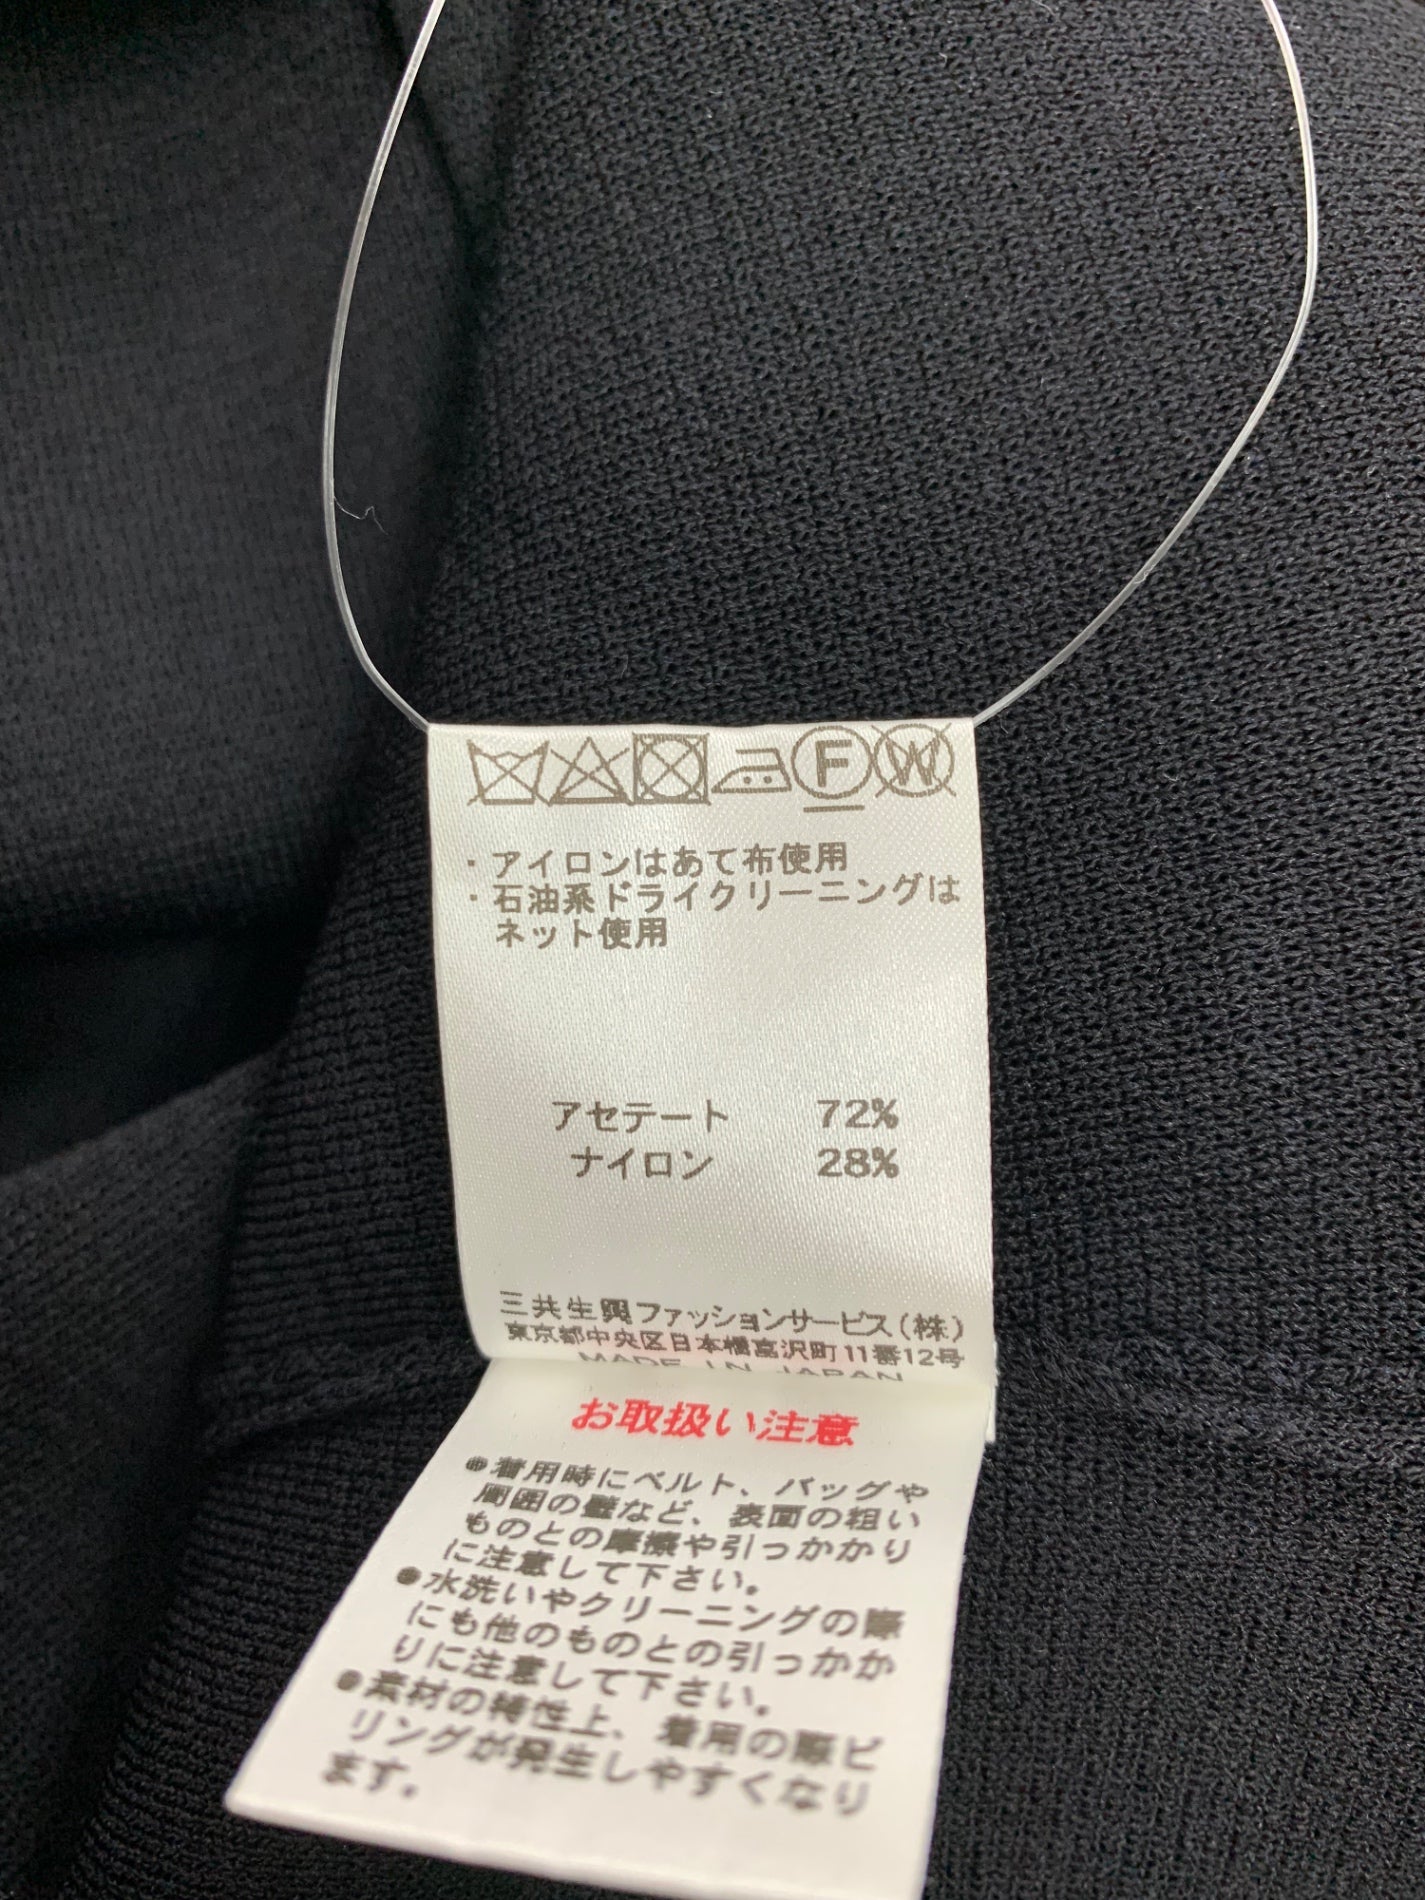 F W
・アイロンはあて布使用
・石油系ドライクリーニングは
ネット使用
アセテート 72%
ナイロン 28%
三共生興ファッションサービス(株)
東京都中央区日本橋富沢町11番12号
MADE IN JAPAN
お取扱い注意
●着用時にベルト、バッグや
周囲の壁など、表面の粗い
ものとの摩擦や引っかかり
に注意して下さい。
●水洗いやクリーニングの際
にも他のものとの引っかか
りに注意して下さい。
●素材の特性上、着用の際ピ
リングが発生しやすくなり
ます。